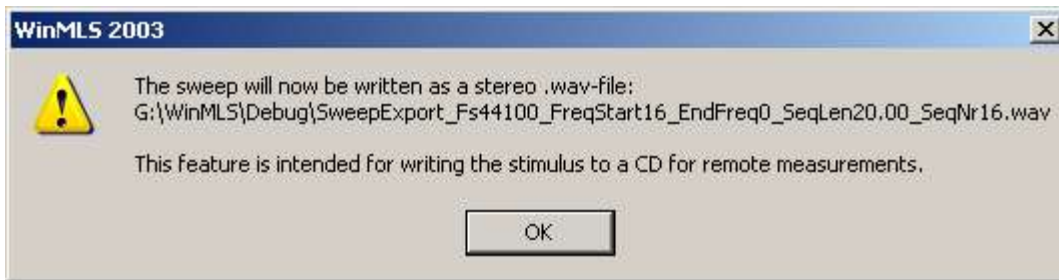 WinMLS 2003
The sweep will now be written as a stereo .wav-file:
G:\WinMLS\Debug\SweepExport_Fs44100_FreqStart16_EndFreq0_SeqLen20.00_SeqNr16.wav
This feature is intended for writing the stimulus to a CD for remote measurements.
OK